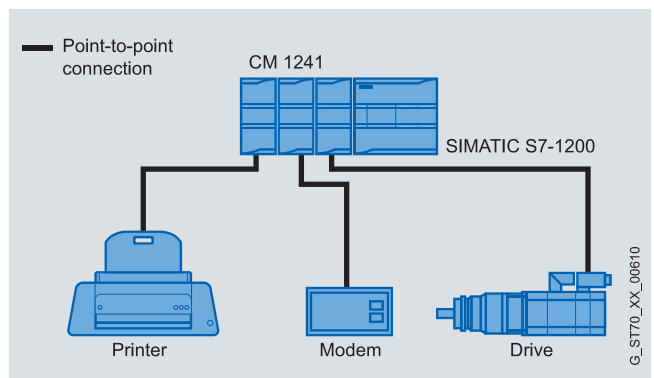 Point-to-point
connection
CM 1241
SIMATIC S7-1200
Printer
Modem
Drive
G_ST70_XX_00610